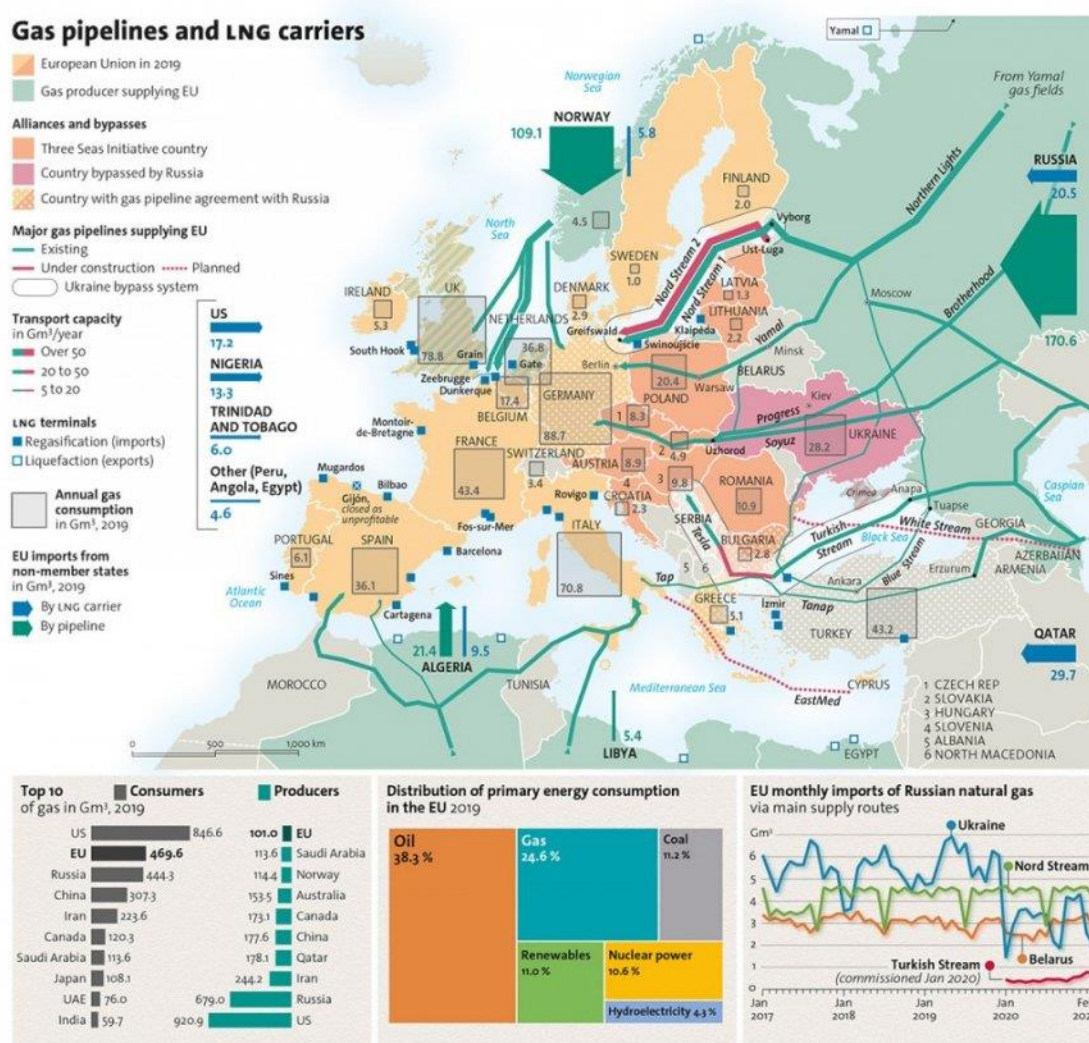 Gas pipelines and LNG carriers
European Union in 2019
Gas producer supplying EU
Alliances and bypasses
Three Seas Initiative country
Country bypassed by Russia
Country with gas pipeline agreement with Russia
Major gas pipelines supplying EU
Existing
Under construction
Planned
Ukraine bypass system
Transport capacity
in Gm³/year
Over 50
20 to 50
5 to 20
LNG terminals
Regasification (imports)
Liquefaction (exports)
Annual gas
consumption
in Gm³, 2019
EU imports from
non-member states
in Gm³, 2019
By LNG carrier
By pipeline
US
17.2
NIGERIA
13.3
TRINIDAD
AND TOBAGO
6.0
Other (Peru,
Angola, Egypt)
4.6
Yamal
Norwegian
Sea
From Yamal
gas fields
NORWAY
109.1
5.8
4.5
RUSSIA
20.5
170.6
Northern Lights
Brotherhood
FINLAND
2.0
Vyborg
Ust-Luga
North
Sea
SWEDEN
1.0
Nord Stream 2
Nord Stream 1
LATVIA
1.3
LITHUANIA
2.2
Klaipėda
Moscow
IRELAND
5.3
UK
78.8
DENMARK
2.9
NETHERLANDS
36.8
Greifswald
Świnoujście
Yamal
Minsk
BELARUS
South Hook
Grain
Gate
Zeebrugge
Dunkerque
17.4
BELGIUM
Berlin
GERMANY
88.7
20.4
POLAND
Warsaw
Progress
Kiev
Soyuz
28.2
UKRAINE
Uzhorod
1
8.3
2
4.9
Montoir-
de-Bretagne
FRANCE
43.4
SWITZERLAND
3.4
AUSTRIA
8.9
3
9.8
4
CROATIA
2.3
ROMANIA
10.9
Crimea
Anapa
Tuapse
Caspian
Sea
Mugardos
Gijón,
closed as
unprofitable
Bilbao
Fos-sur-Mer
Rovigo
ITALY
70.8
SERBIA
Tesla
BULGARIA
2.8
Turkish
Stream
Black Sea
White Stream
Blue Stream
GEORGIA
AZERBAIJAN
ARMENIA
PORTUGAL
6.1
SPAIN
36.1
Barcelona
Sines
Atlantic
Ocean
Cartagena
5
6
Tap
GREECE
5.1
Izmir
Ankara
Tanap
Erzurum
TURKEY
43.2
QATAR
29.7
21.4
9.5
ALGERIA
MOROCCO
TUNISIA
Mediterranean Sea
5.4
LIBYA
EastMed
CYPRUS
EGYPT
1 CZECH REP
2 SLOVAKIA
3 HUNGARY
4 SLOVENIA
5 ALBANIA
6 NORTH MACEDONIA
0 500 1,000 km
Top 10
of gas in Gm³, 2019
Consumers
Producers
US 846.6
EU 469.6
Russia 444.3
China 307.3
Iran 223.6
Canada 120.3
Saudi Arabia 113.6
Japan 108.1
UAE 76.0
India 59.7
101.0 EU
113.6 Saudi Arabia
114.4 Norway
153.5 Australia
173.1 Canada
177.6 China
178.1 Qatar
244.2 Iran
679.0 Russia
920.9 US
Distribution of primary energy consumption
in the EU 2019
Oil
38.3 %
Gas
24.6 %
Coal
11.2 %
Renewables
11.0 %
Nuclear power
10.6 %
Hydroelectricity 4.3 %
EU monthly imports of Russian natural gas
via main supply routes
Gm³
Ukraine
Nord Stream
Belarus
Turkish Stream
(commissioned Jan 2020)
6
5
4
3
2
1
0
Jan
2017
Jan
2018
Jan
2019
Jan
2020